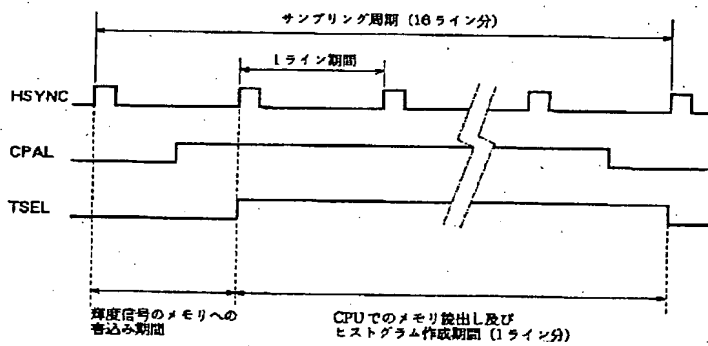 サンプリング周期 (16ライン分)
1ライン期間
HSYNC
CPAL
TSEL
輝度信号のメモリへの
書込み期間
CPUでのメモリ読出し及び
ヒストグラム作成期間 (1ライン分)